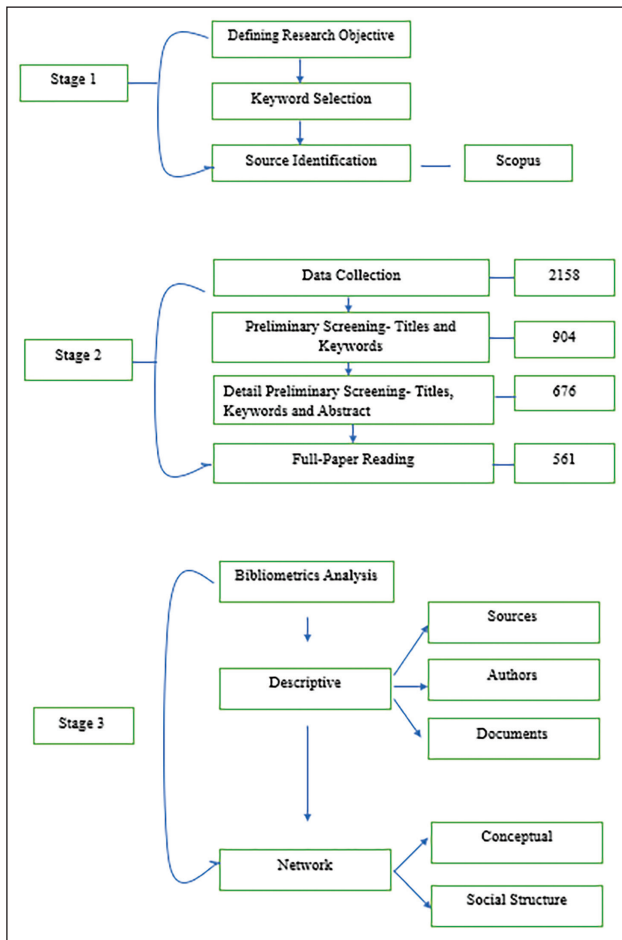 Defining Research Objective
Stage 1
Keyword Selection
Source Identification
Scopus
Data Collection
2158
Preliminary Screening- Titles and
Keywords
904
Stage 2
Detail Preliminary Screening- Titles,
Keywords and Abstract
676
Full-Paper Reading
561
Bibliometrics Analysis
Sources
Descriptive
Authors
Stage 3
Documents
Conceptual
Network
Social Structure